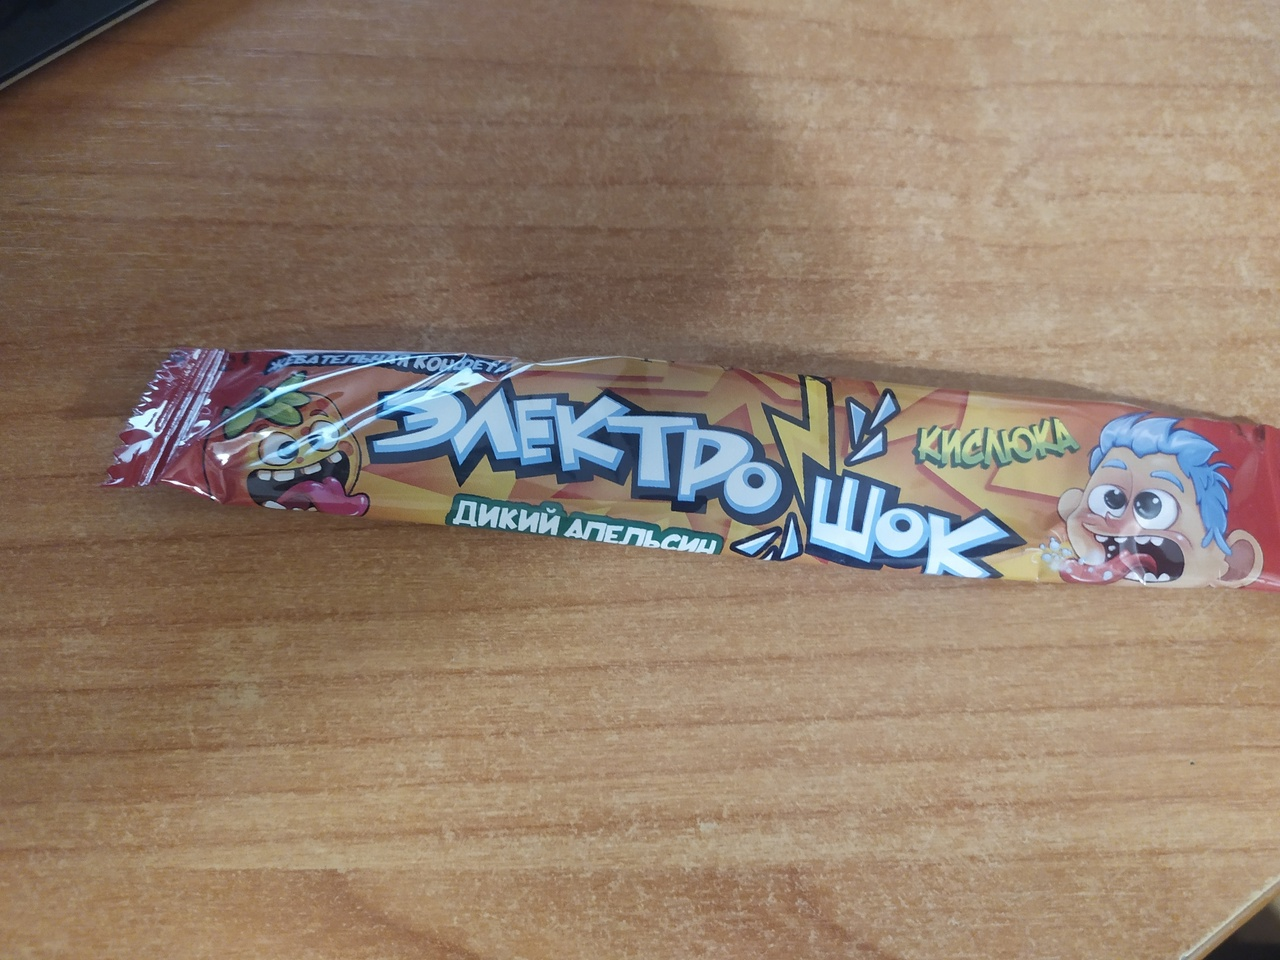 ЖЕВАТЕЛЬНАЯ КОНФЕТА
ЭЛЕКТРО
ШОК
КИСЛЮКА
ДИКИЙ АПЕЛЬСИН